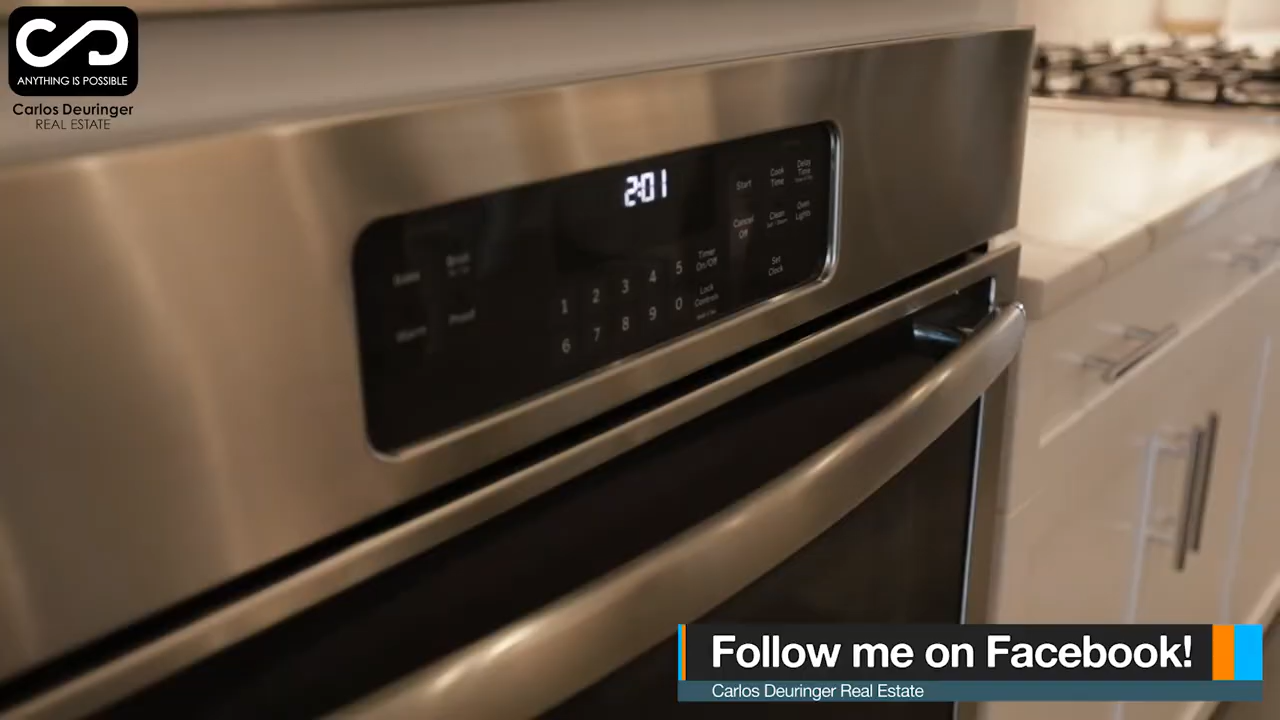 ANYTHING IS POSSIBLE
Carlos Deuringer
REAL ESTATE
2:01
Start
Cook
Time
Delay
Time
Cancel
Off
Clean
Oven
Lights
Bake
Broil
Warm
Proof
1 2 3 4 5
6 7 8 9 0
Timer
On/Off
Lock
Controls
Set
Clock
Follow me on Facebook!
Carlos Deuringer Real Estate